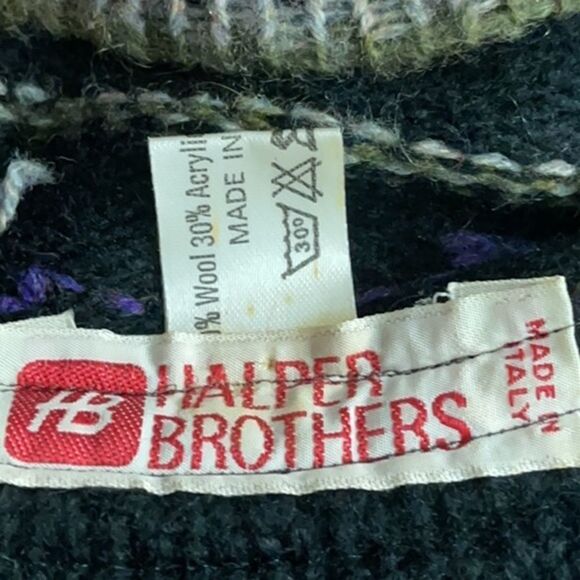 % Wool 30% Acryli
MADE IN
30°
HB
HALPER
BROTHERS
MADE IN
ITALY